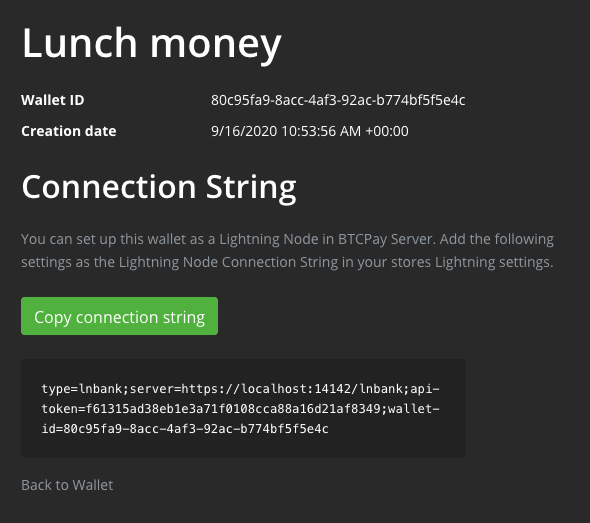 Lunch money
Wallet ID 80c95fa9-8acc-4af3-92ac-b774bf5f5e4c
Creation date 9/16/2020 10:53:56 AM +00:00
Connection String
You can set up this wallet as a Lightning Node in BTCPay Server. Add the following
settings as the Lightning Node Connection String in your stores Lightning settings.
Copy connection string
type=lnbank;server=https://localhost:14142/lnbank;api-
token=f61315ad38eb1e3a71f0108cca88a16d21af8349;wallet-
id=80c95fa9-8acc-4af3-92ac-b774bf5f5e4c
Back to Wallet